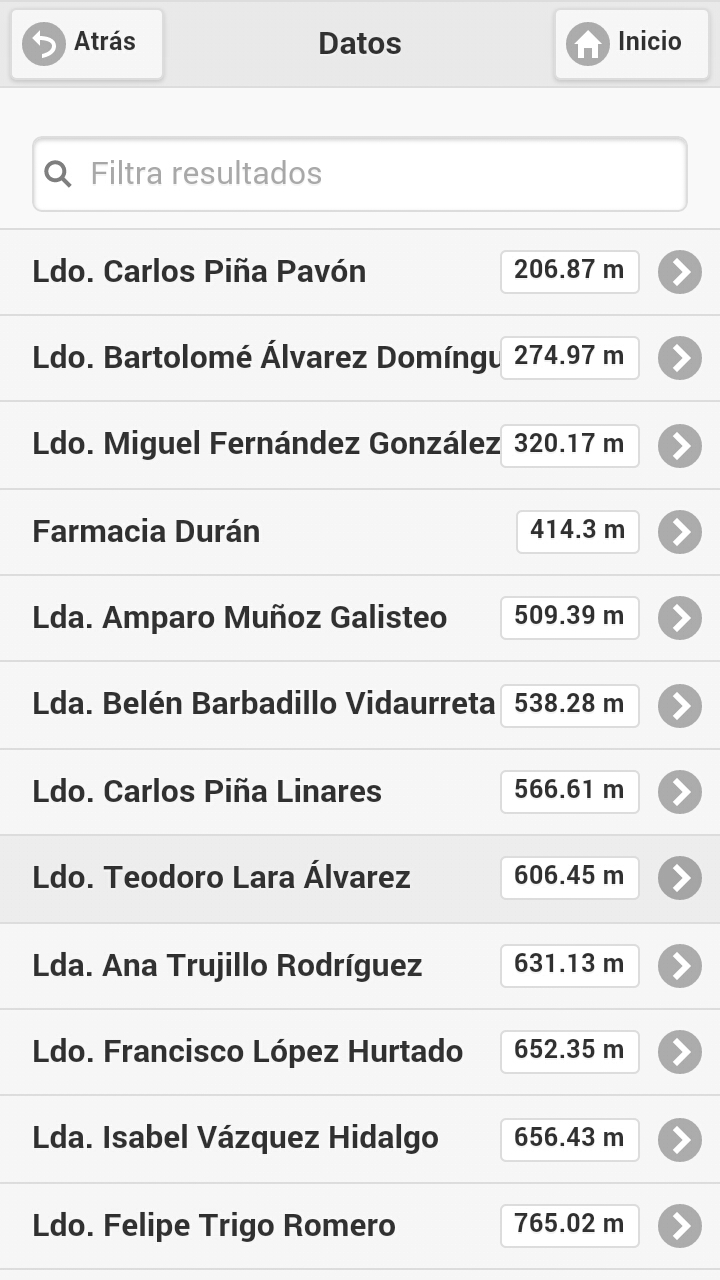 Atrás Datos Inicio
Filtra resultados
Ldo. Carlos Piña Pavón 206.87 m
Ldo. Bartolomé Álvarez Domíngu 274.97 m
Ldo. Miguel Fernández González 320.17 m
Farmacia Durán 414.3 m
Lda. Amparo Muñoz Galisteo 509.39 m
Lda. Belén Barbadillo Vidaurreta 538.28 m
Ldo. Carlos Piña Linares 566.61 m
Ldo. Teodoro Lara Álvarez 606.45 m
Lda. Ana Trujillo Rodríguez 631.13 m
Ldo. Francisco López Hurtado 652.35 m
Lda. Isabel Vázquez Hidalgo 656.43 m
Ldo. Felipe Trigo Romero 765.02 m